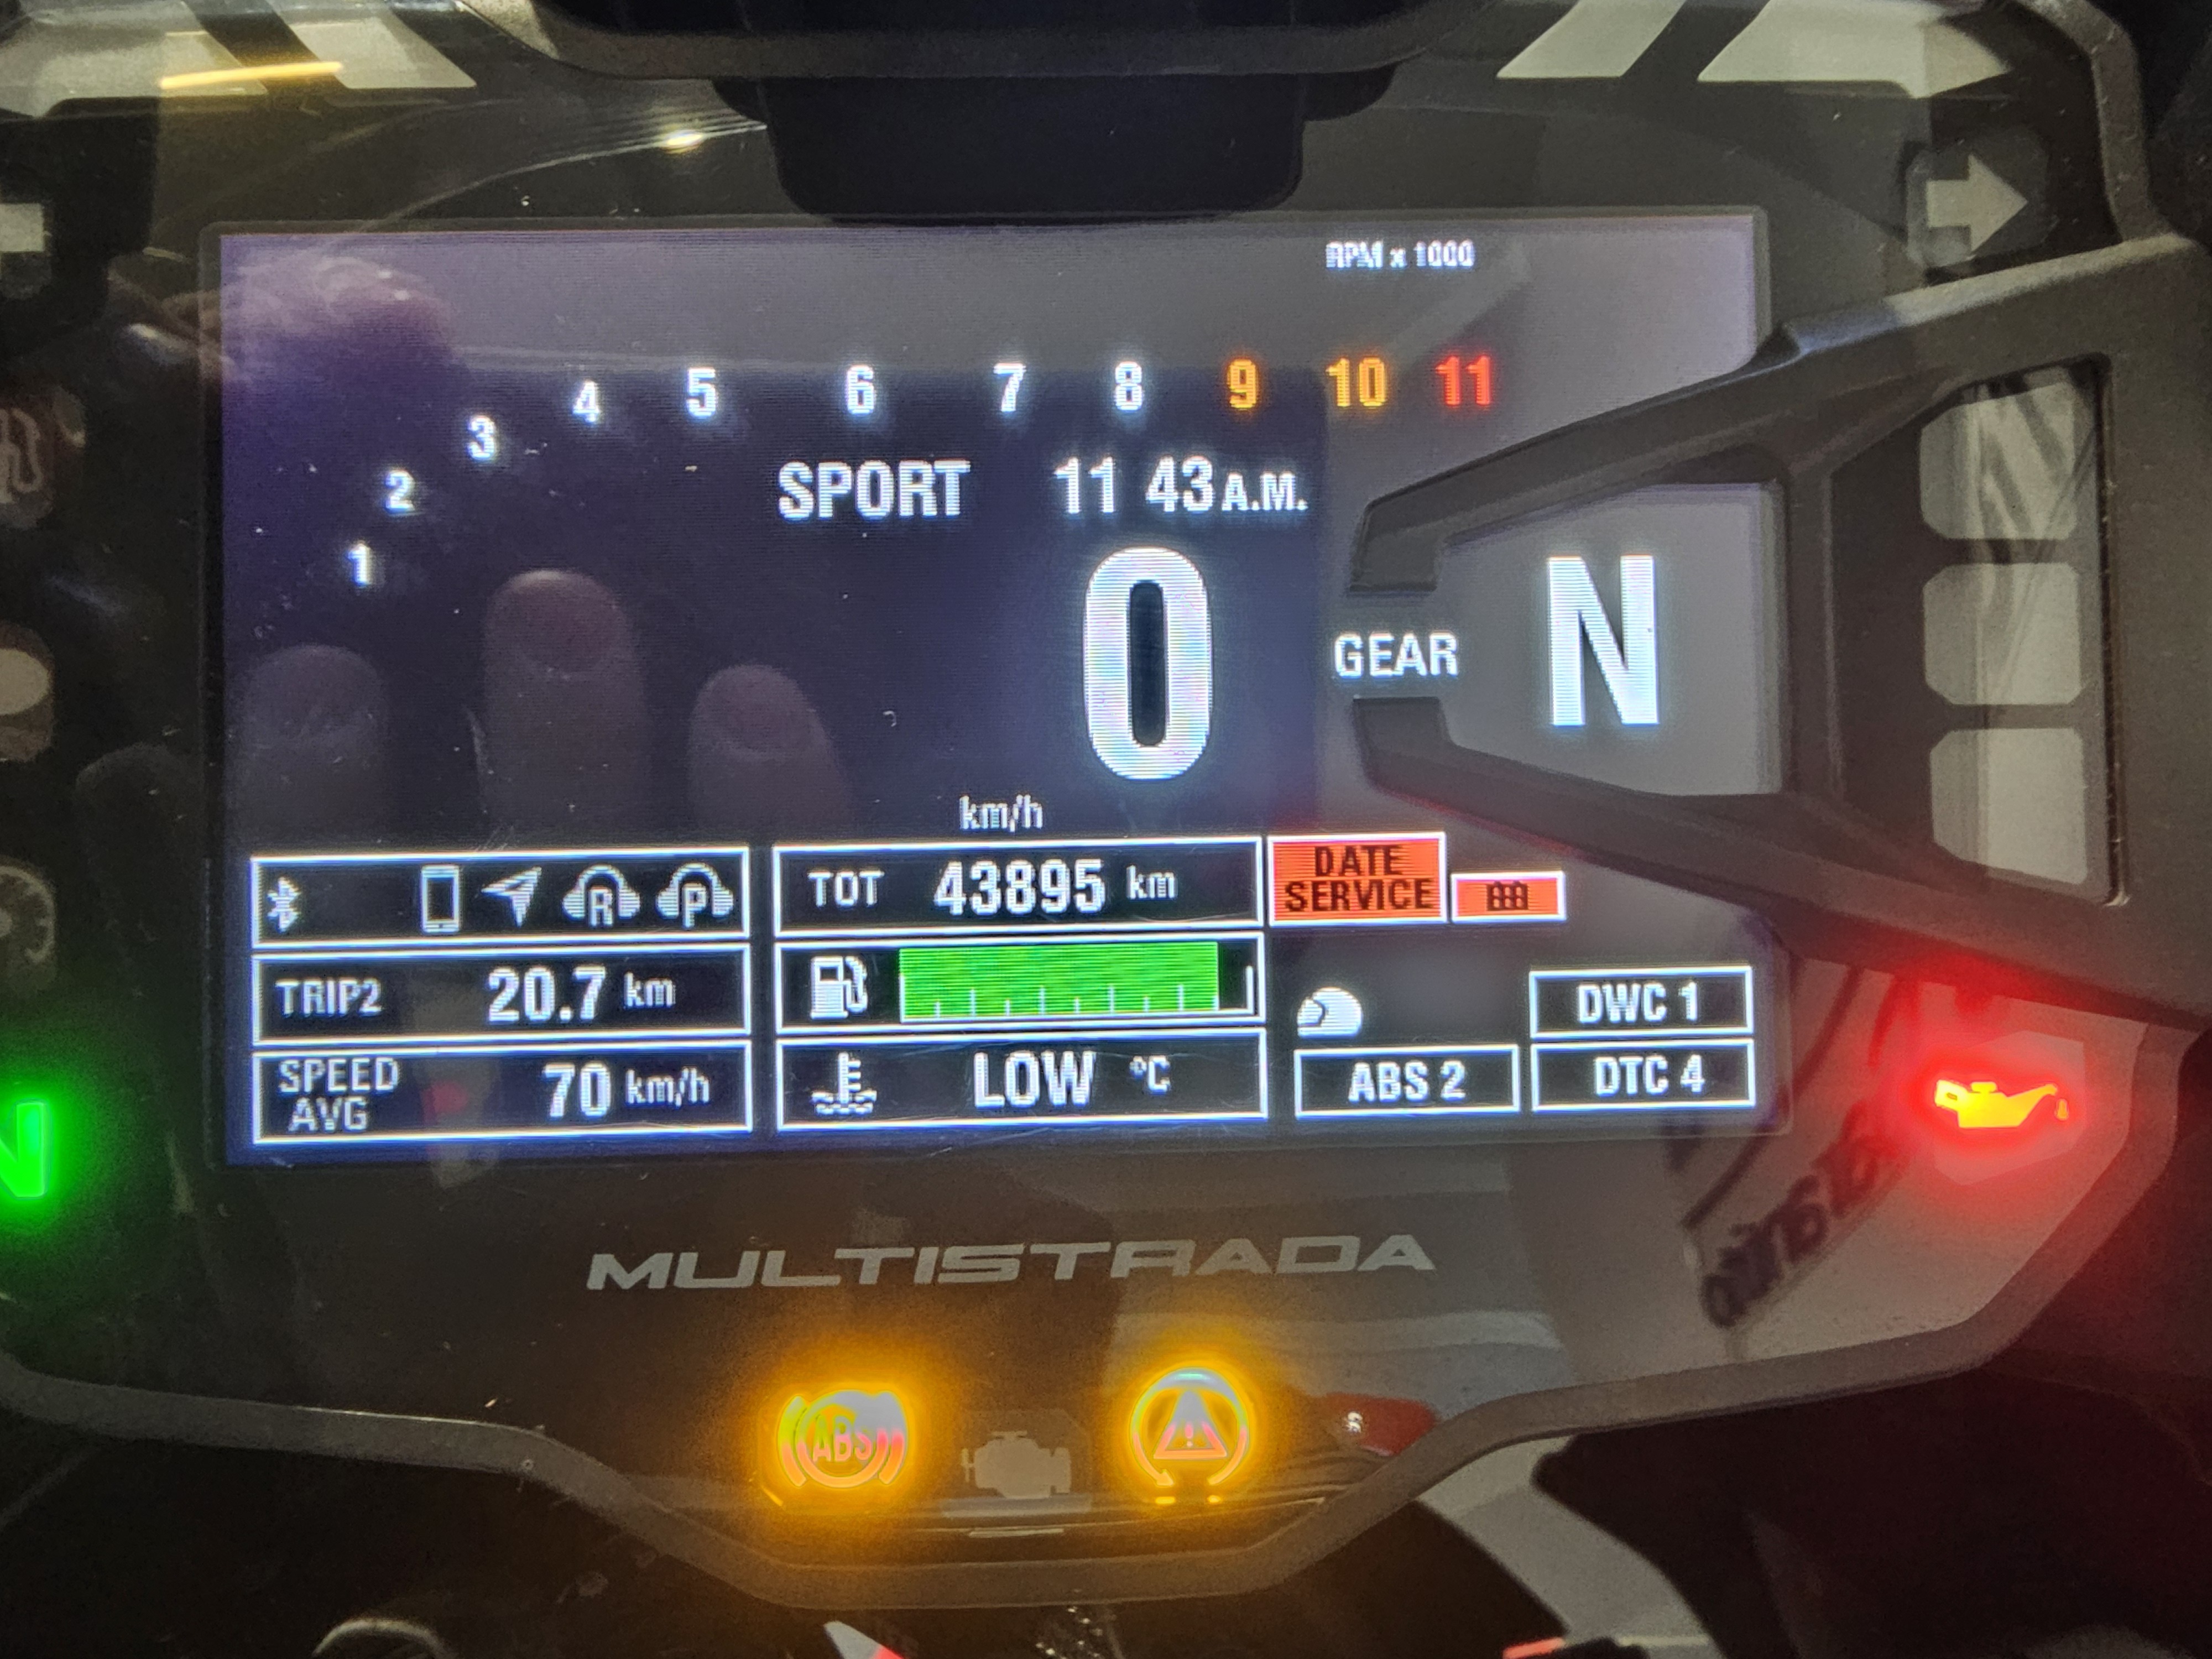 RPM x 1000
1 2 3 4 5 6 7 8 9 10 11
SPORT 11 43 A.M.
0
km/h
GEAR N
R P
TOT 43895 km
DATE
SERVICE
TRIP2 20.7 km
SPEED
AVG
70 km/h
LOW °C
DWC 1
ABS 2
DTC 4
N
MULTISTRADA
ABS